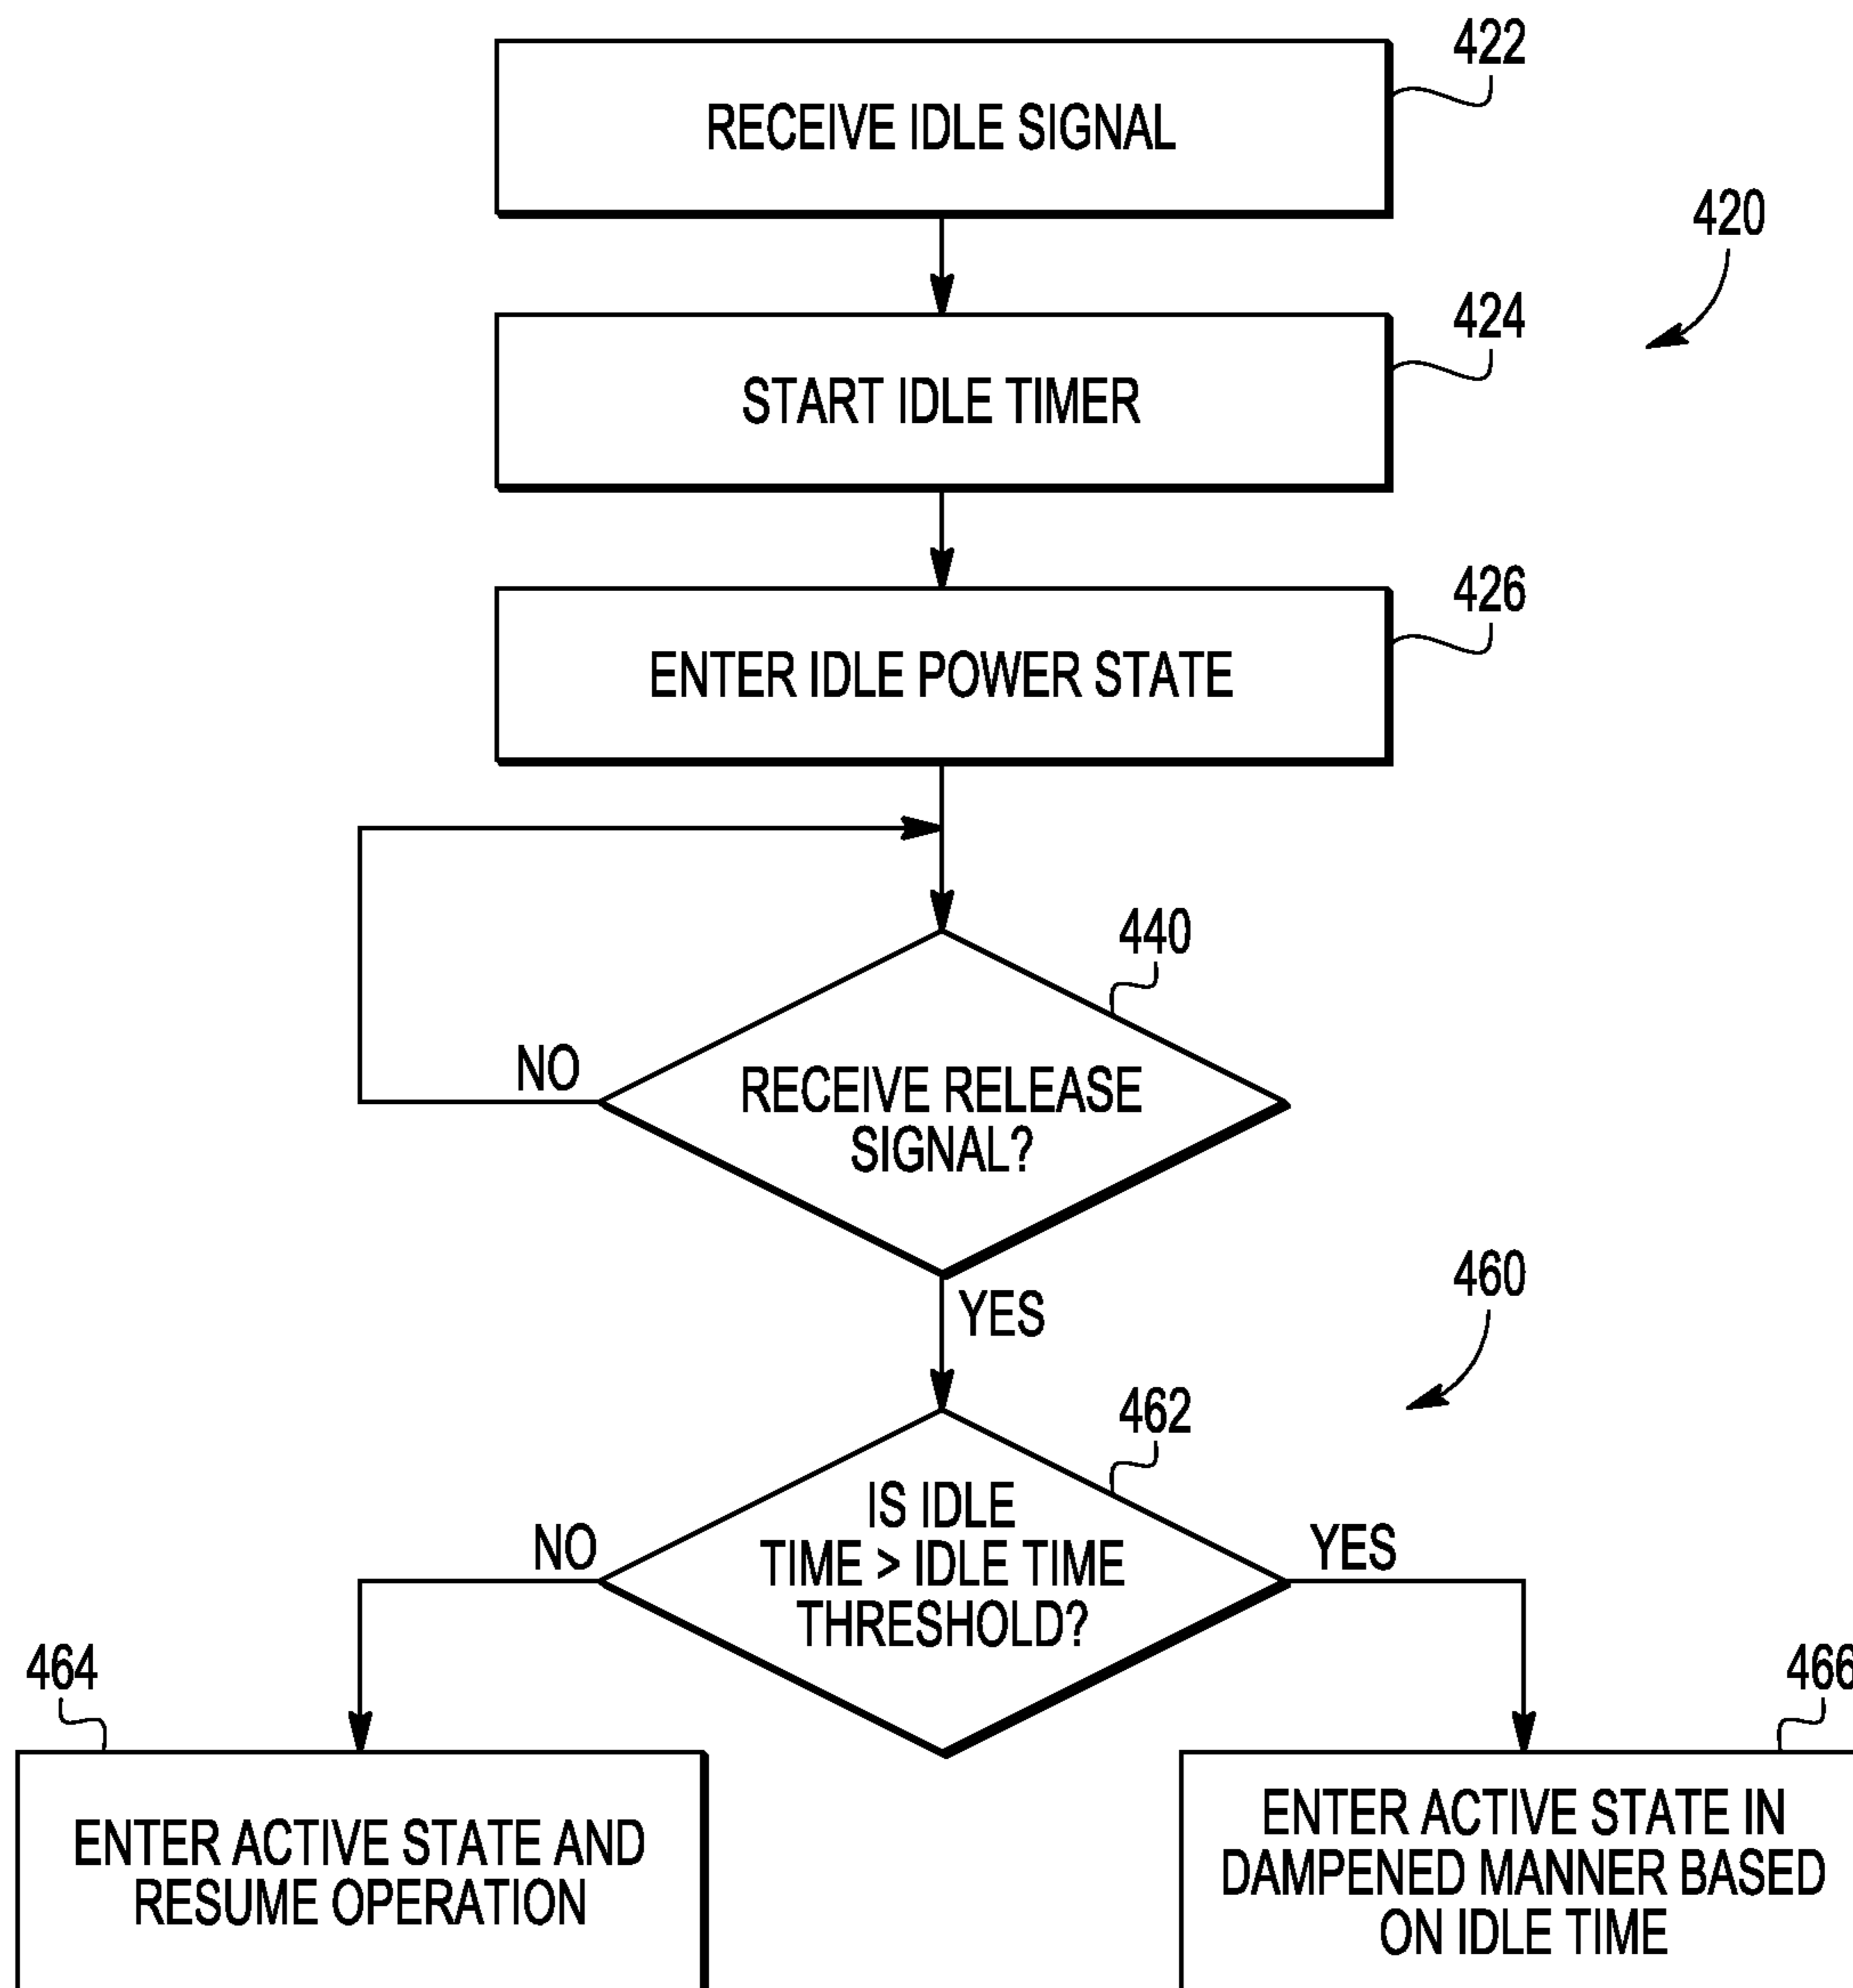 422
RECEIVE IDLE SIGNAL
420
424
START IDLE TIMER
426
ENTER IDLE POWER STATE
440
NO
RECEIVE RELEASE
SIGNAL?
YES
460
462
IS IDLE
TIME > IDLE TIME
THRESHOLD?
NO
YES
464
466
ENTER ACTIVE STATE AND
RESUME OPERATION
ENTER ACTIVE STATE IN
DAMPENED MANNER BASED
ON IDLE TIME